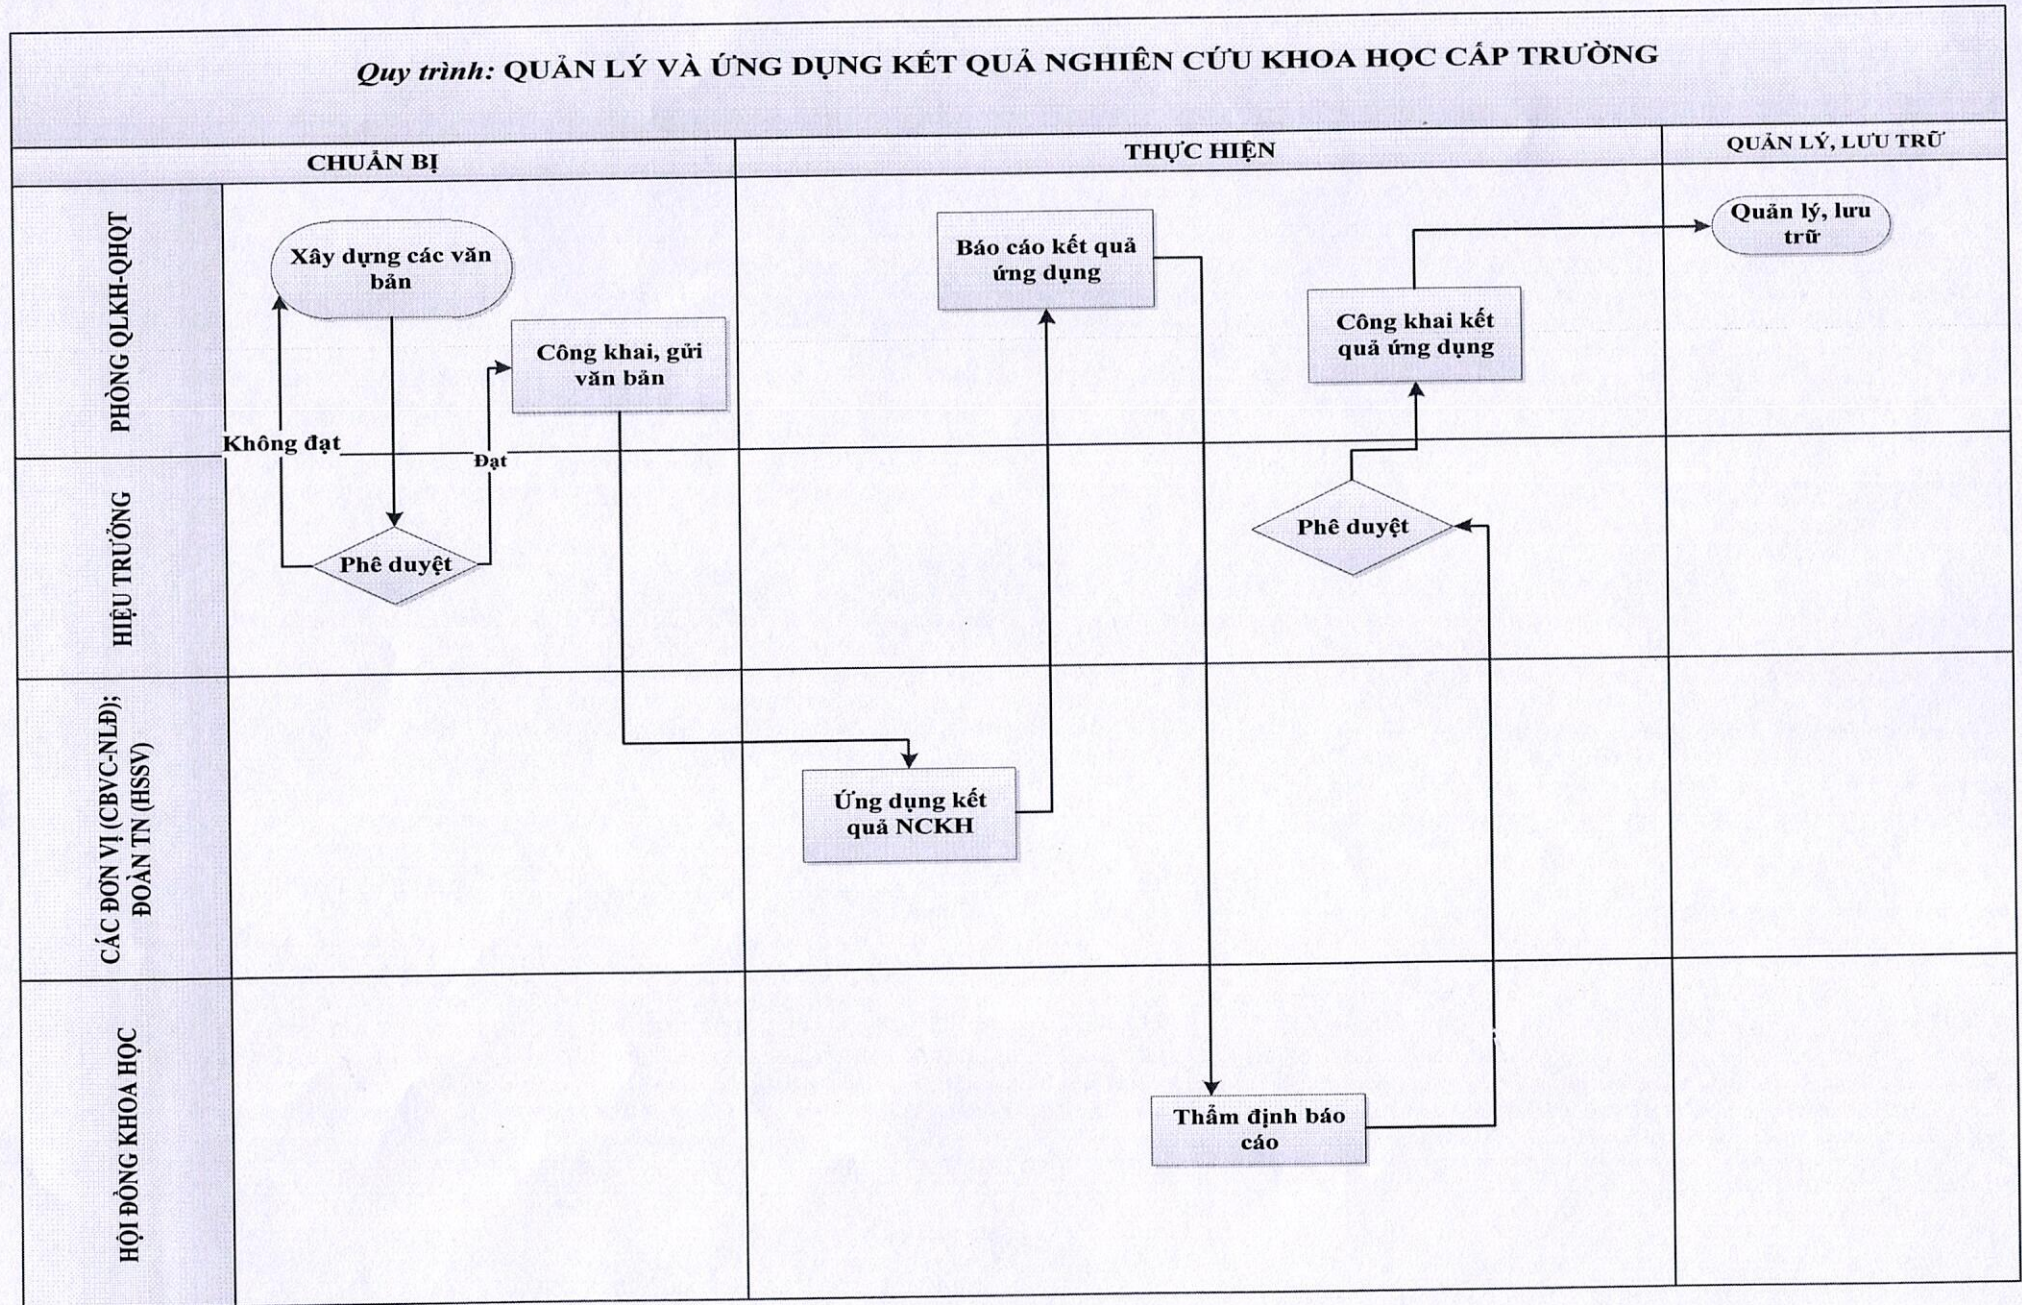 Quy trình: QUẢN LÝ VÀ ỨNG DỤNG KẾT QUẢ NGHIÊN CỨU KHOA HỌC CẤP TRƯỜNG
CHUẨN BỊ
THỰC HIỆN
QUẢN LÝ, LƯU TRỮ
PHÒNG QLKH-QHQT
Xây dựng các văn
bản
Công khai, gửi
văn bản
Báo cáo kết quả
ứng dụng
Công khai kết
quả ứng dụng
Quản lý, lưu
trữ
Không đạt
Đạt
HIỆU TRƯỞNG
Phê duyệt
Phê duyệt
CÁC ĐƠN VỊ (CBVC-NLĐ);
ĐOÀN TN (HSSV)
Ứng dụng kết
quả NCKH
HỘI ĐỒNG KHOA HỌC
Thẩm định báo
cáo